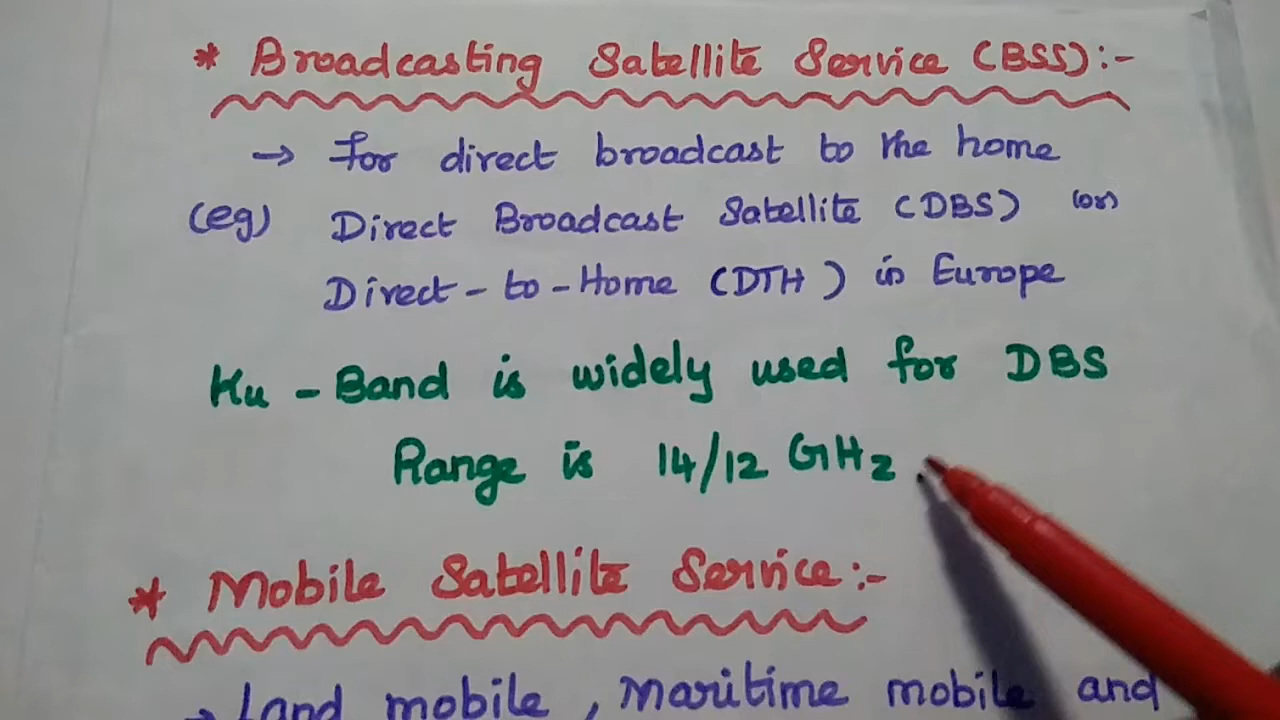 * Broadcasting Satellite Service (BSS):-
→ For direct broadcast to the home
(eg) Direct Broadcast Satellite (DBS) (or)
Direct-to-Home (DTH) in Europe
Ku-Band is widely used for DBS
Range is 14/12 GHz
* Mobile Satellite Service:-
→ Land mobile, Maritime mobile and